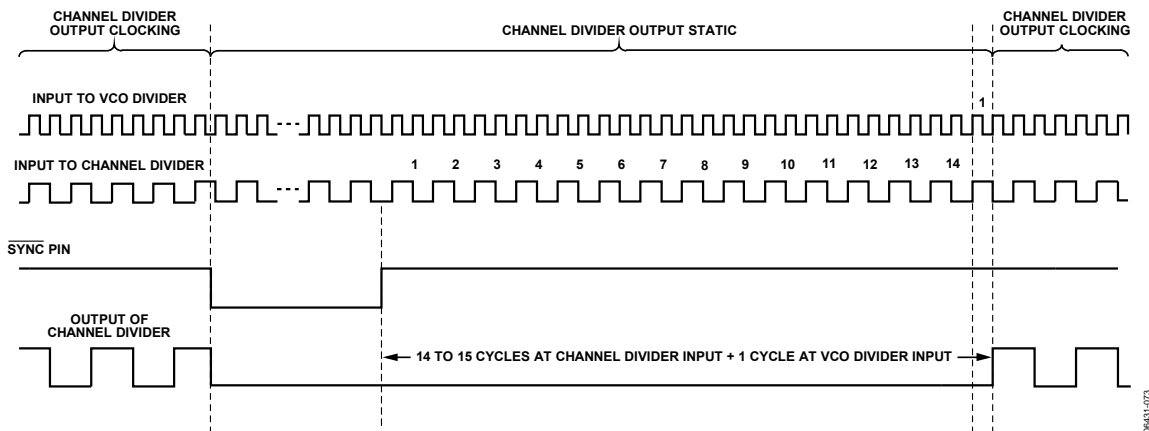 CHANNEL DIVIDER
OUTPUT CLOCKING
CHANNEL DIVIDER OUTPUT STATIC
CHANNEL DIVIDER
OUTPUT CLOCKING
INPUT TO VCO DIVIDER
1
INPUT TO CHANNEL DIVIDER
1 2 3 4 5 6 7 8 9 10 11 12 13 14
SYNC PIN
OUTPUT OF
CHANNEL DIVIDER
14 TO 15 CYCLES AT CHANNEL DIVIDER INPUT + 1 CYCLE AT VCO DIVIDER INPUT
06431-073